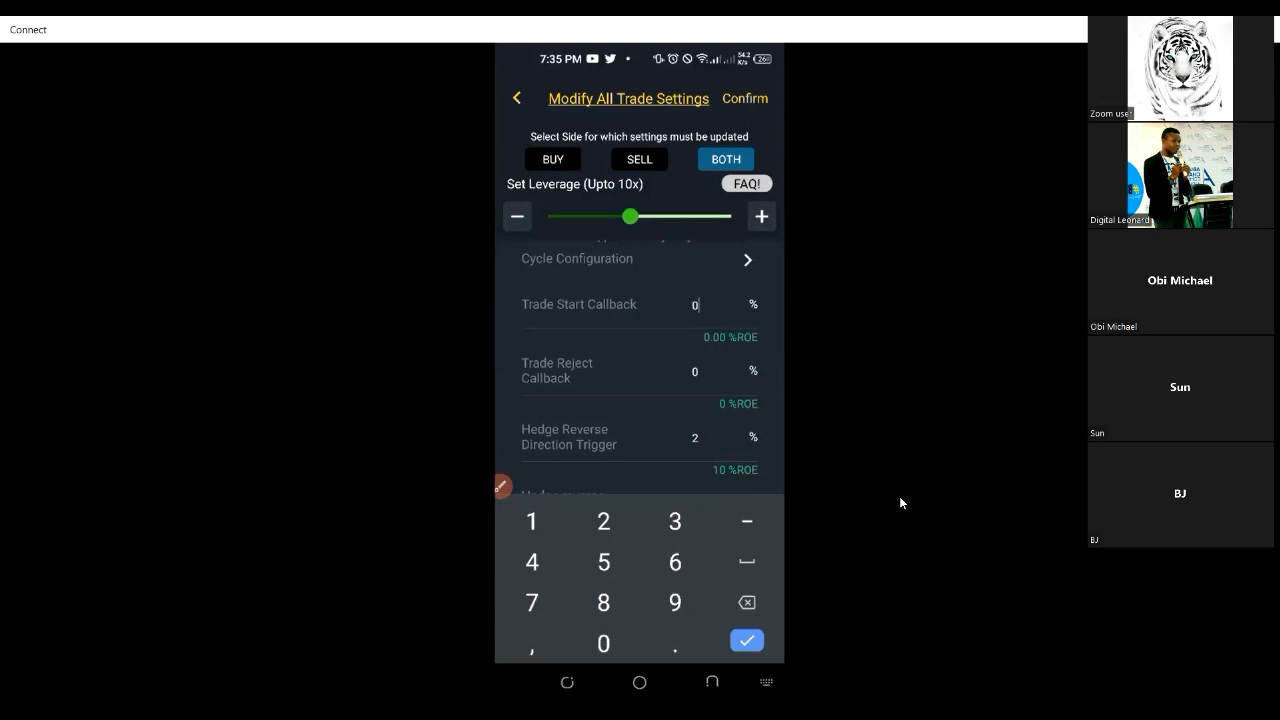 Connect
7:35 PM
54.2
K/s
26
Modify All Trade Settings
Confirm
Select Side for which settings must be updated
BUY
SELL
BOTH
Set Leverage (Upto 10x)
FAQ!
Cycle Configuration
Trade Start Callback
0
%
0.00 %ROE
Trade Reject
Callback
0
%
0 %ROE
Hedge Reverse
Direction Trigger
2
%
10 %ROE
1
2
3
-
4
5
6
7
8
9
,
0
.
Zoom user
Digital Leonard
Obi Michael
Obi Michael
Sun
Sun
BJ
BJ